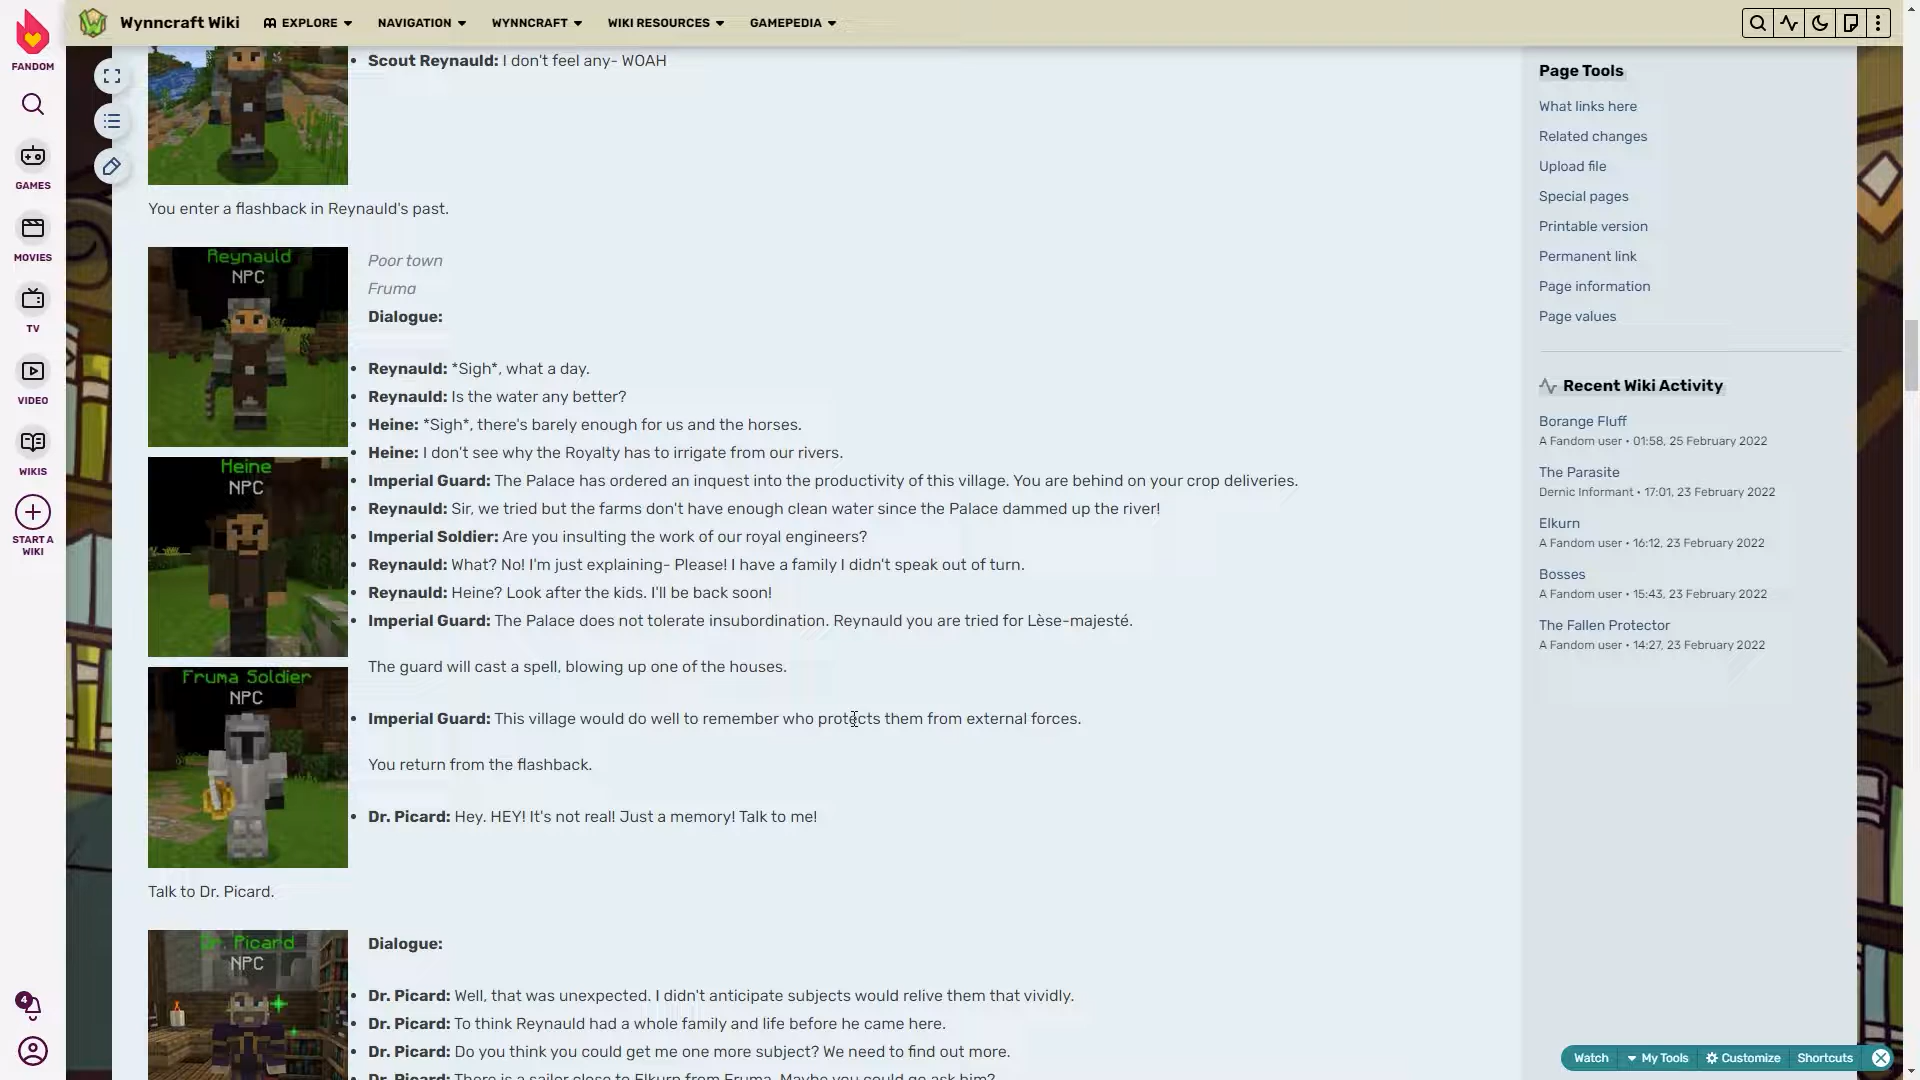 Wynncraft Wiki
EXPLORE
NAVIGATION
WYNNCRAFT
WIKI RESOURCES
GAMEPEDIA
FANDOM
GAMES
MOVIES
TV
VIDEO
WIKIS
START A
WIKI
4
Scout Reynauld: I don't feel any- WOAH
You enter a flashback in Reynauld's past.
Reynauld
NPC
Poor town
Fruma
Dialogue:
Reynauld: *Sigh*, what a day.
Reynauld: Is the water any better?
Heine: *Sigh*, there's barely enough for us and the horses.
Heine: I don't see why the Royalty has to irrigate from our rivers.
Heine
NPC
Imperial Guard: The Palace has ordered an inquest into the productivity of this village. You are behind on your crop deliveries.
Reynauld: Sir, we tried but the farms don't have enough clean water since the Palace dammed up the river!
Imperial Soldier: Are you insulting the work of our royal engineers?
Reynauld: What? No! I'm just explaining- Please! I have a family I didn't speak out of turn.
Reynauld: Heine? Look after the kids. I'll be back soon!
Imperial Guard: The Palace does not tolerate insubordination. Reynauld you are tried for Lèse-majesté.
The guard will cast a spell, blowing up one of the houses.
Fruma Soldier
NPC
Imperial Guard: This village would do well to remember who protects them from external forces.
You return from the flashback.
Dr. Picard: Hey. HEY! It's not real! Just a memory! Talk to me!
Talk to Dr. Picard.
Dr. Picard
NPC
Dialogue:
Dr. Picard: Well, that was unexpected. I didn't anticipate subjects would relive them that vividly.
Dr. Picard: To think Reynauld had a whole family and life before he came here.
Dr. Picard: Do you think you could get me one more subject? We need to find out more.
Dr. Picard: There is a sailor close to Elkurn from Fruma. Maybe you could go ask him?
Page Tools
What links here
Related changes
Upload file
Special pages
Printable version
Permanent link
Page information
Page values
Recent Wiki Activity
Borange Fluff
A Fandom user • 01:58, 25 February 2022
The Parasite
Dernic Informant • 17:01, 23 February 2022
Elkurn
A Fandom user • 16:12, 23 February 2022
Bosses
A Fandom user • 15:43, 23 February 2022
The Fallen Protector
A Fandom user • 14:27, 23 February 2022
Watch
My Tools
Customize
Shortcuts